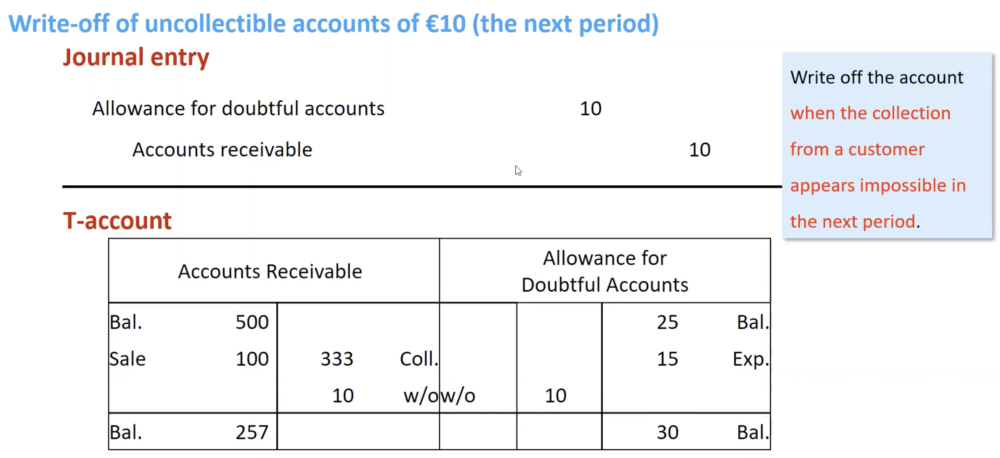 Write-off of uncollectible accounts of €10 (the next period)
Journal entry
Allowance for doubtful accounts 10
Accounts receivable 10
Write off the account
when the collection
from a customer
appears impossible in
the next period.
T-account
Accounts Receivable
Allowance for
Doubtful Accounts
Bal. 500 25 Bal.
Sale 100 333 Coll. 15 Exp.
10 w/o w/o 10
Bal. 257 30 Bal.